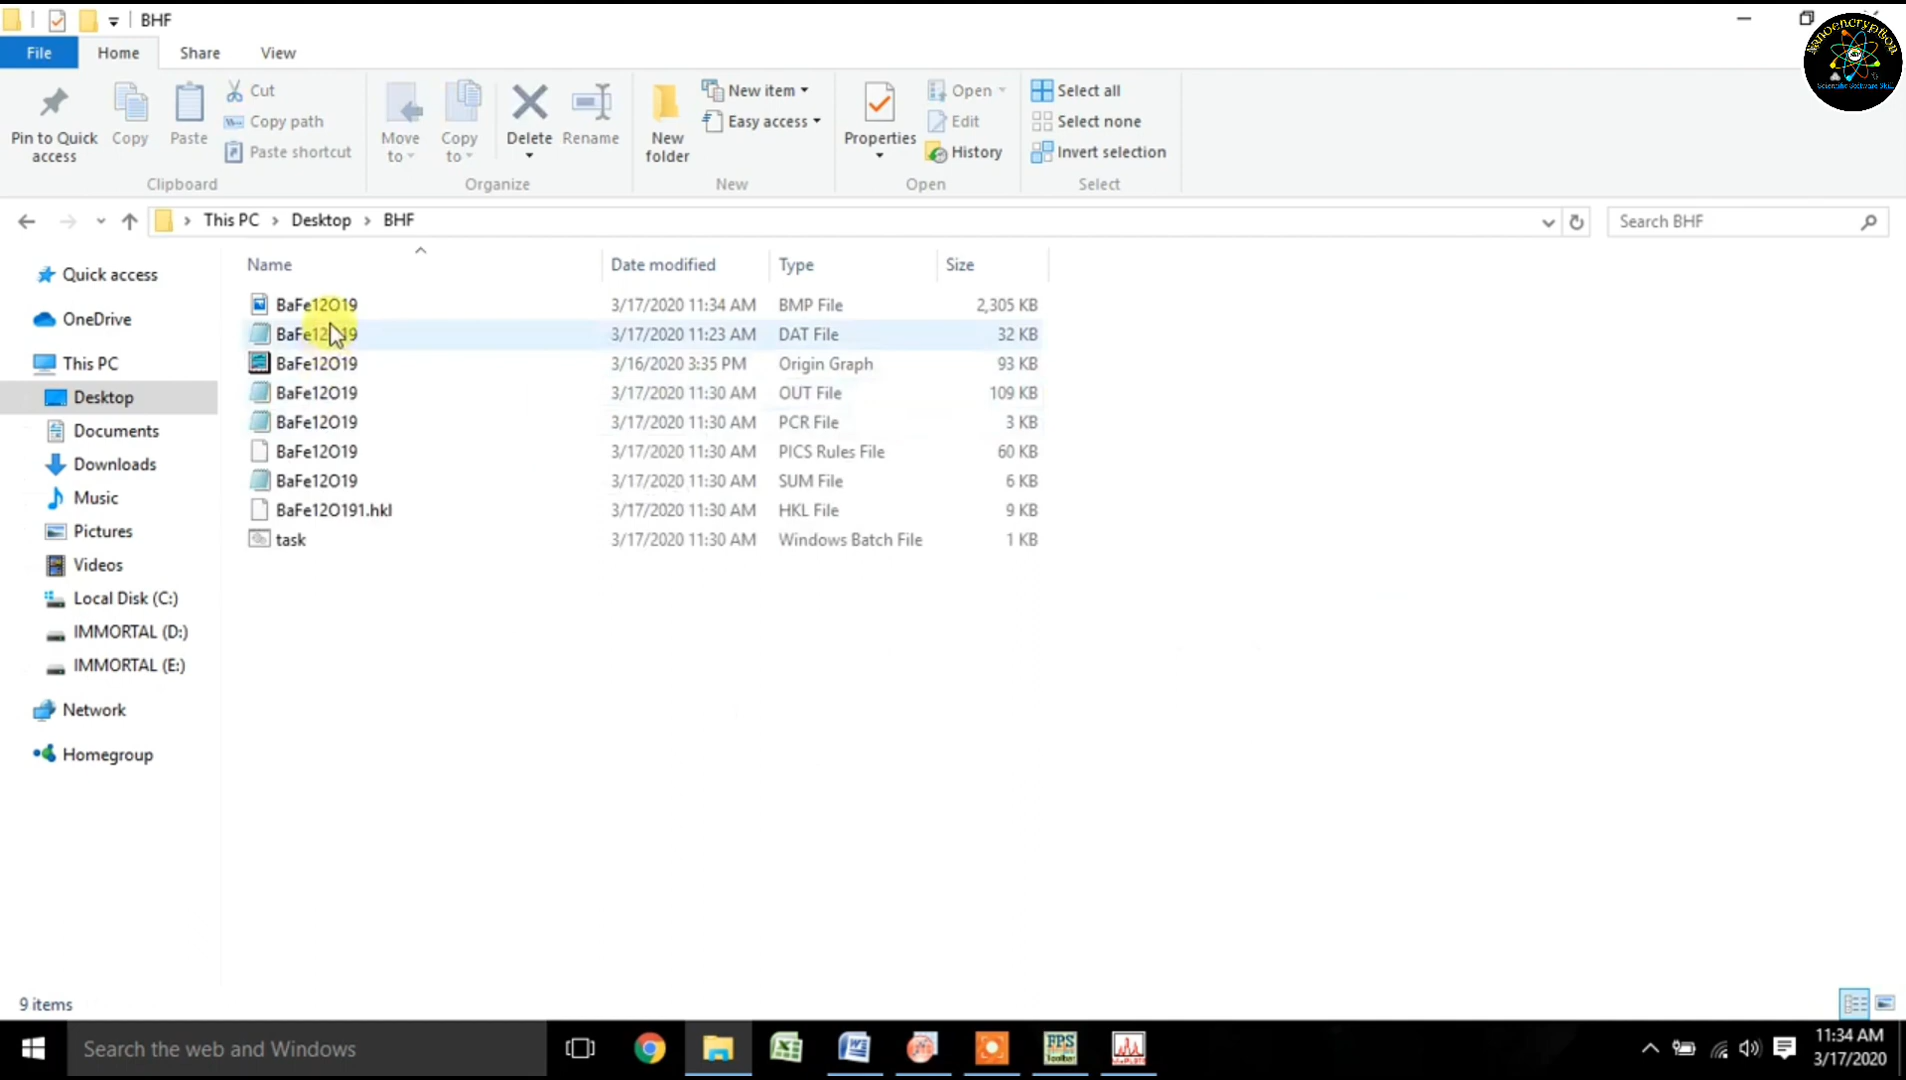 BHF
File Home Share View
Pin to Quick access
Copy
Paste
Cut
Copy path
Paste shortcut
Move to
Copy to
Delete
Rename
New folder
New item
Easy access
Properties
Open
Edit
History
Select all
Select none
Invert selection
Clipboard Organize New Open Select
This PC > Desktop > BHF
Search BHF
Nanoencryption
Scientific Software Ski...
Quick access
OneDrive
This PC
Desktop
Documents
Downloads
Music
Pictures
Videos
Local Disk (C:)
IMMORTAL (D:)
IMMORTAL (E:)
Network
Homegroup
Name Date modified Type Size
BaFe12O19 3/17/2020 11:34 AM BMP File 2,305 KB
BaFe12O19 3/17/2020 11:23 AM DAT File 32 KB
BaFe12O19 3/16/2020 3:35 PM Origin Graph 93 KB
BaFe12O19 3/17/2020 11:30 AM OUT File 109 KB
BaFe12O19 3/17/2020 11:30 AM PCR File 3 KB
BaFe12O19 3/17/2020 11:30 AM PICS Rules File 60 KB
BaFe12O19 3/17/2020 11:30 AM SUM File 6 KB
BaFe12O191.hkl 3/17/2020 11:30 AM HKL File 9 KB
task 3/17/2020 11:30 AM Windows Batch File 1 KB
9 items
Search the web and Windows
FPS
Toolbar
11:34 AM
3/17/2020